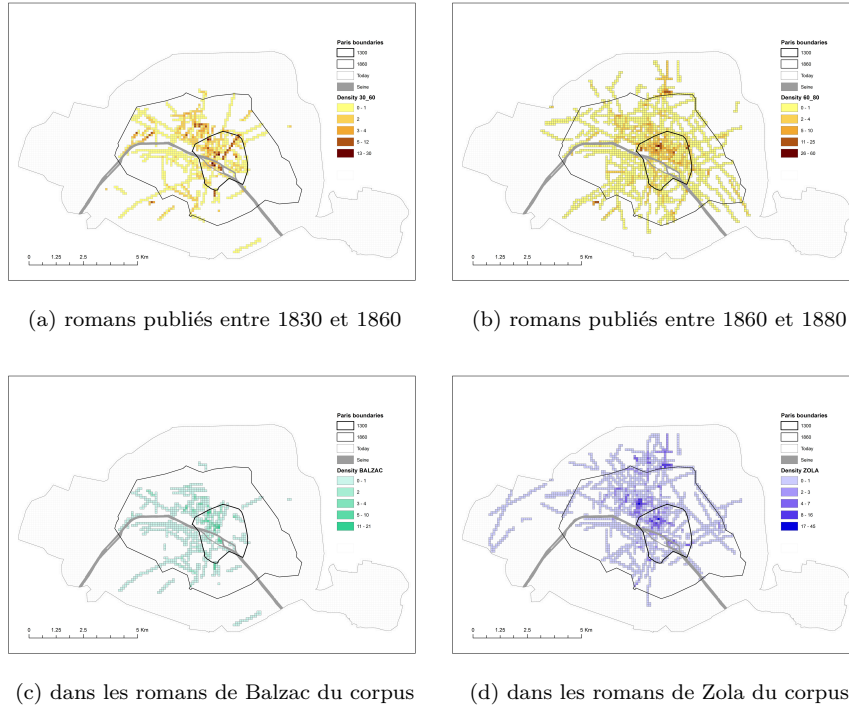 Paris boundaries
1300
1860
Today
Seine
Density 30_60
0 - 1
2
3 - 4
5 - 12
13 - 38
0 1.25 2.5 5 Km
(a) romans publiés entre 1830 et 1860
Paris boundaries
1300
1860
Today
Seine
Density 60_80
0 - 1
2 - 4
5 - 10
11 - 25
26 - 60
0 1.25 2.5 5 Km
(b) romans publiés entre 1860 et 1880
Paris boundaries
1300
1860
Today
Seine
Density BALZAC
0 - 1
2
3 - 4
5 - 10
11 - 21
0 1.25 2.5 5 Km
(c) dans les romans de Balzac du corpus
Paris boundaries
1300
1860
Today
Seine
Density ZOLA
0 - 1
2 - 3
4 - 7
8 - 16
17 - 45
0 1.25 2.5 5 Km
(d) dans les romans de Zola du corpus